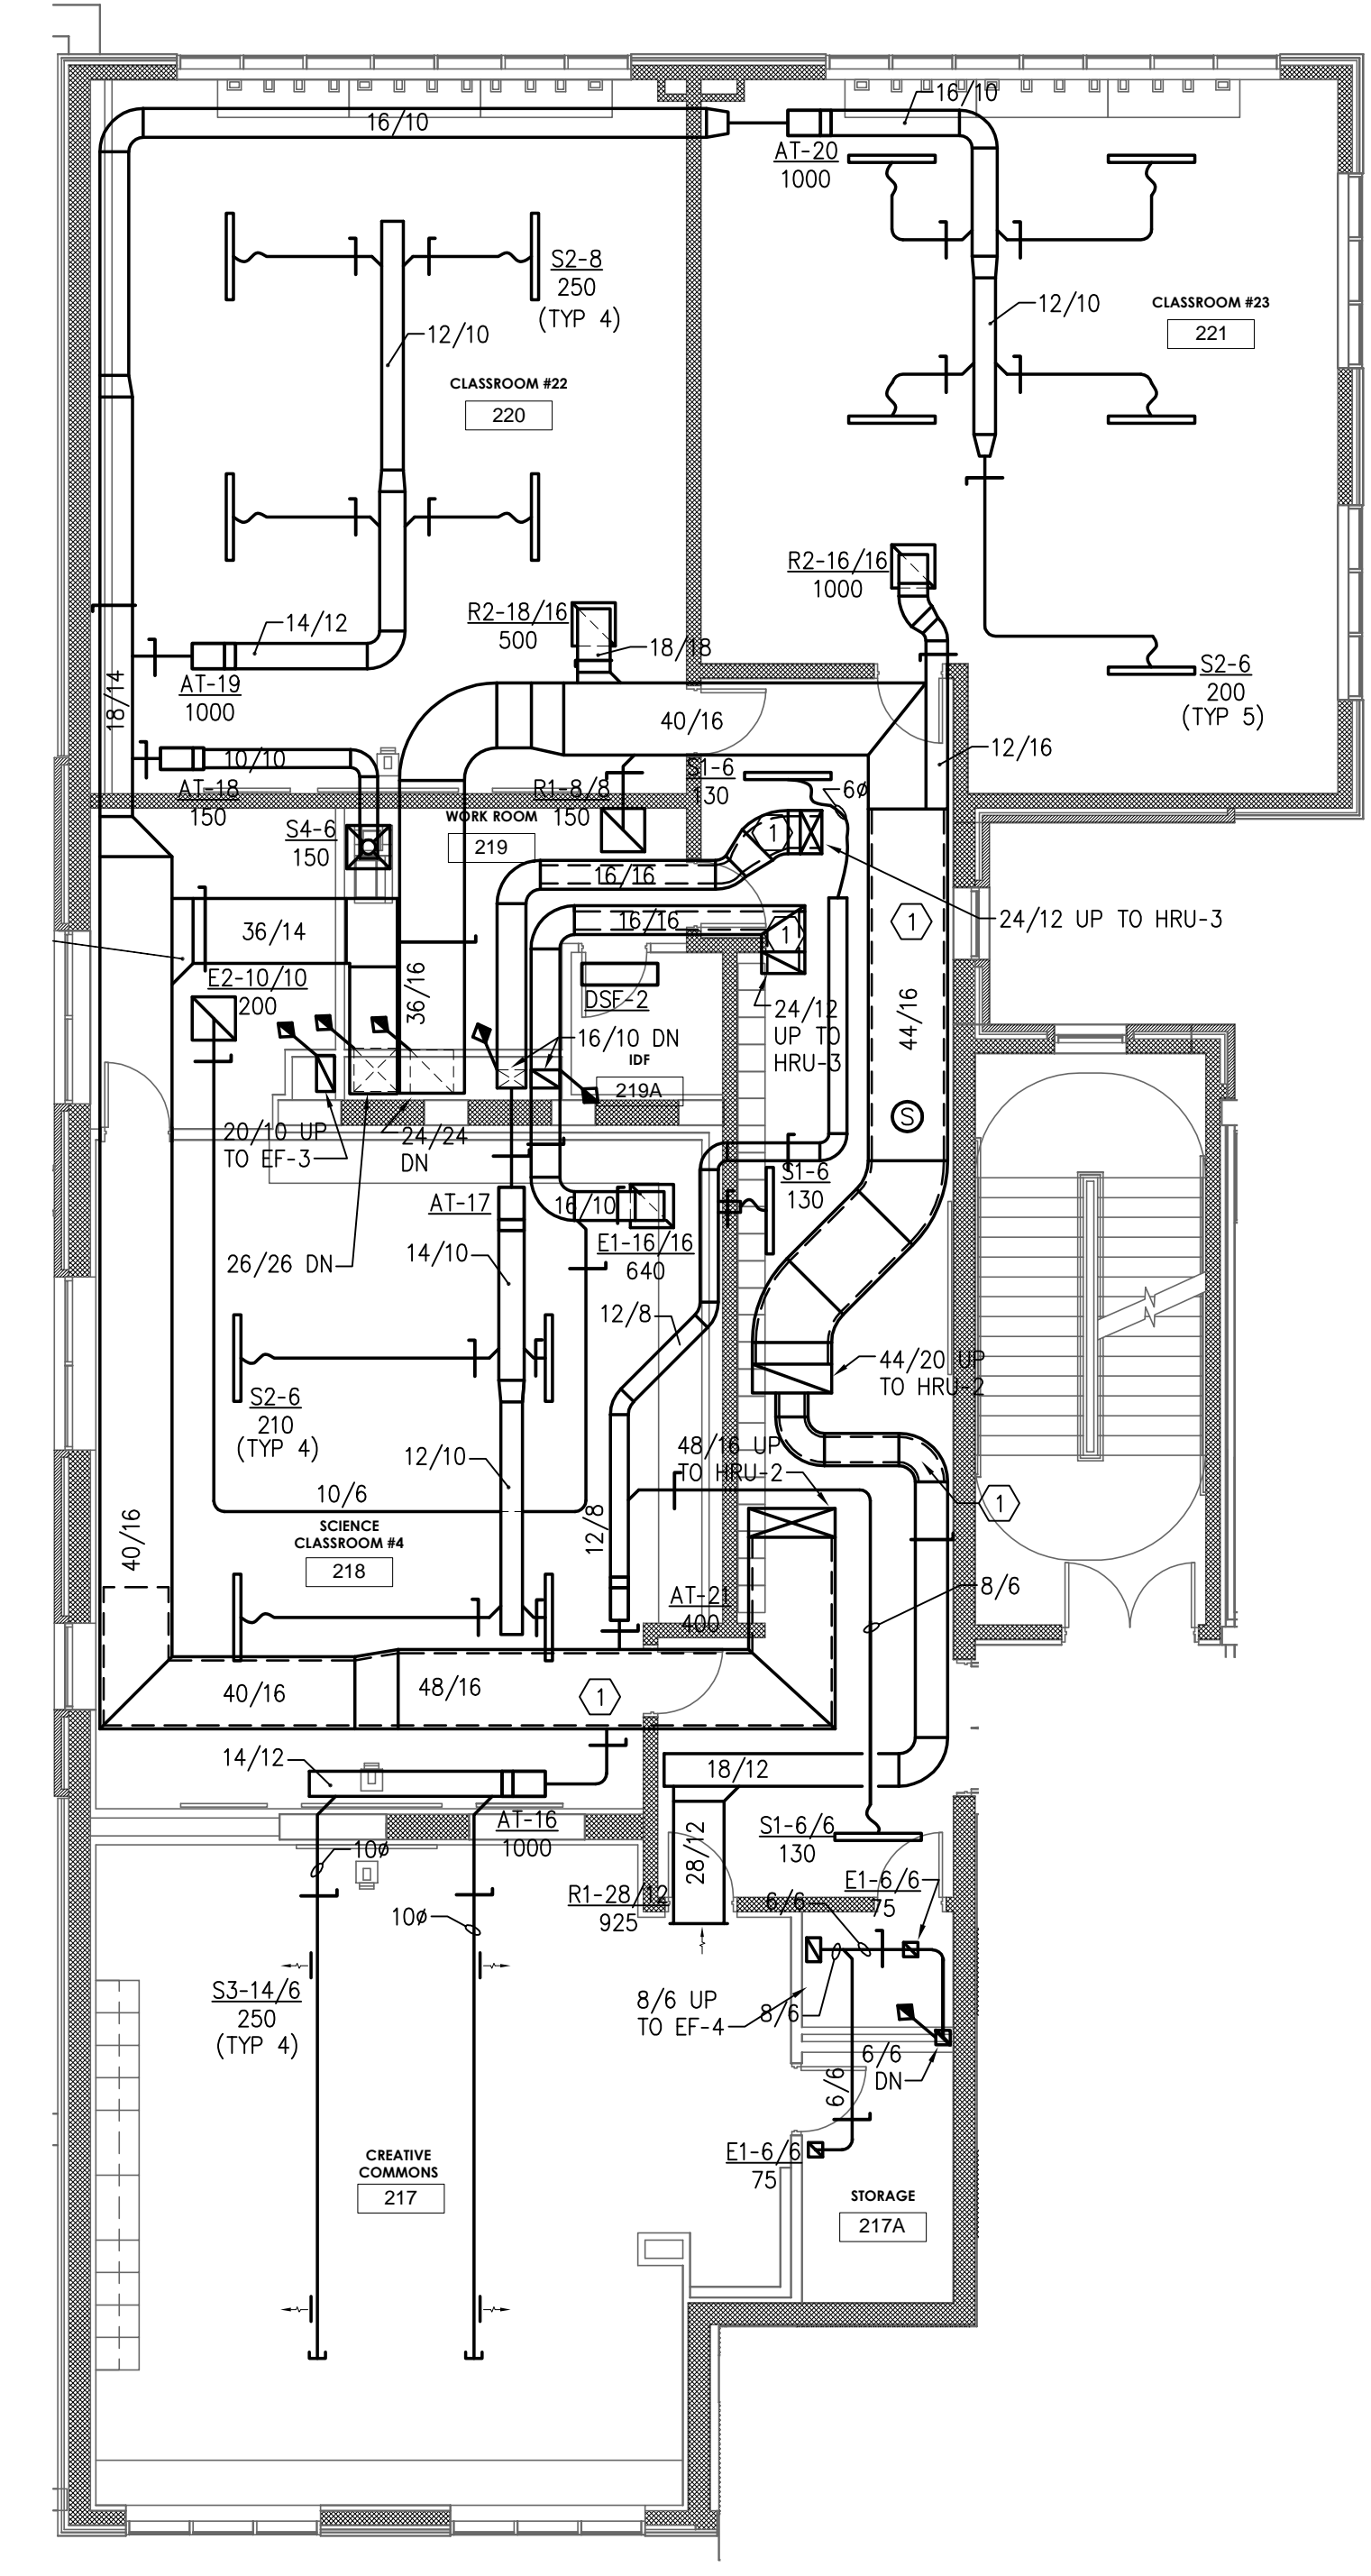 16/10
16/10
AT-20
1000
S2-8
250
(TYP 4)
12/10
12/10
CLASSROOM #23
221
CLASSROOM #22
220
R2-16/16
1000
R2-18/16
500
14/12
18/18
AT-19
1000
18/14
S2-6
200
(TYP 5)
40/16
12/16
10/10
AT-18
150
R1-8/8
150
S1-6
130
6ø
WORK ROOM
219
S4-6
150
1
16/16
16/16
1
1
24/12 UP TO HRU-3
36/14
E2-10/10
200
36/16
DSF-2
24/12
UP TO
HRU-3
44/16
16/10 DN
IDF
219A
S
20/10 UP
TO EF-3
24/24
DN
S1-6
130
AT-17
16/10
E1-16/16
640
14/10
26/26 DN
12/8
44/20 UP
TO HRU-2
S2-6
210
(TYP 4)
12/10
48/16 UP
TO HRU-2
10/6
1
SCIENCE
CLASSROOM #4
218
40/16
12/8
8/6
AT-21
400
40/16
48/16
1
14/12
18/12
AT-16
1000
S1-6/6
130
10ø
28/12
E1-6/6
75
R1-28/12
925
6/6
10ø
S3-14/6
250
(TYP 4)
8/6 UP
TO EF-4
8/6
6/6
DN
6/6
E1-6/6
75
CREATIVE
COMMONS
217
STORAGE
217A